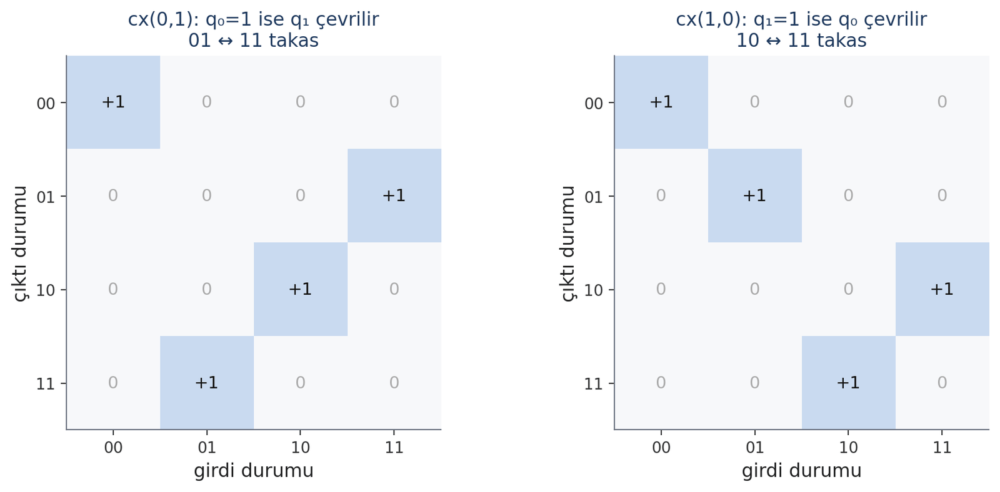 cx(0,1): q₀=1 ise q₁ çevrilir
01 ↔ 11 takas
00 +1 0 0 0
01 0 0 0 +1
10 0 0 +1 0
11 0 +1 0 0
00 01 10 11
girdi durumu
çıktı durumu
cx(1,0): q₁=1 ise q₀ çevrilir
10 ↔ 11 takas
00 +1 0 0 0
01 0 +1 0 0
10 0 0 0 +1
11 0 0 +1 0
00 01 10 11
girdi durumu
çıktı durumu